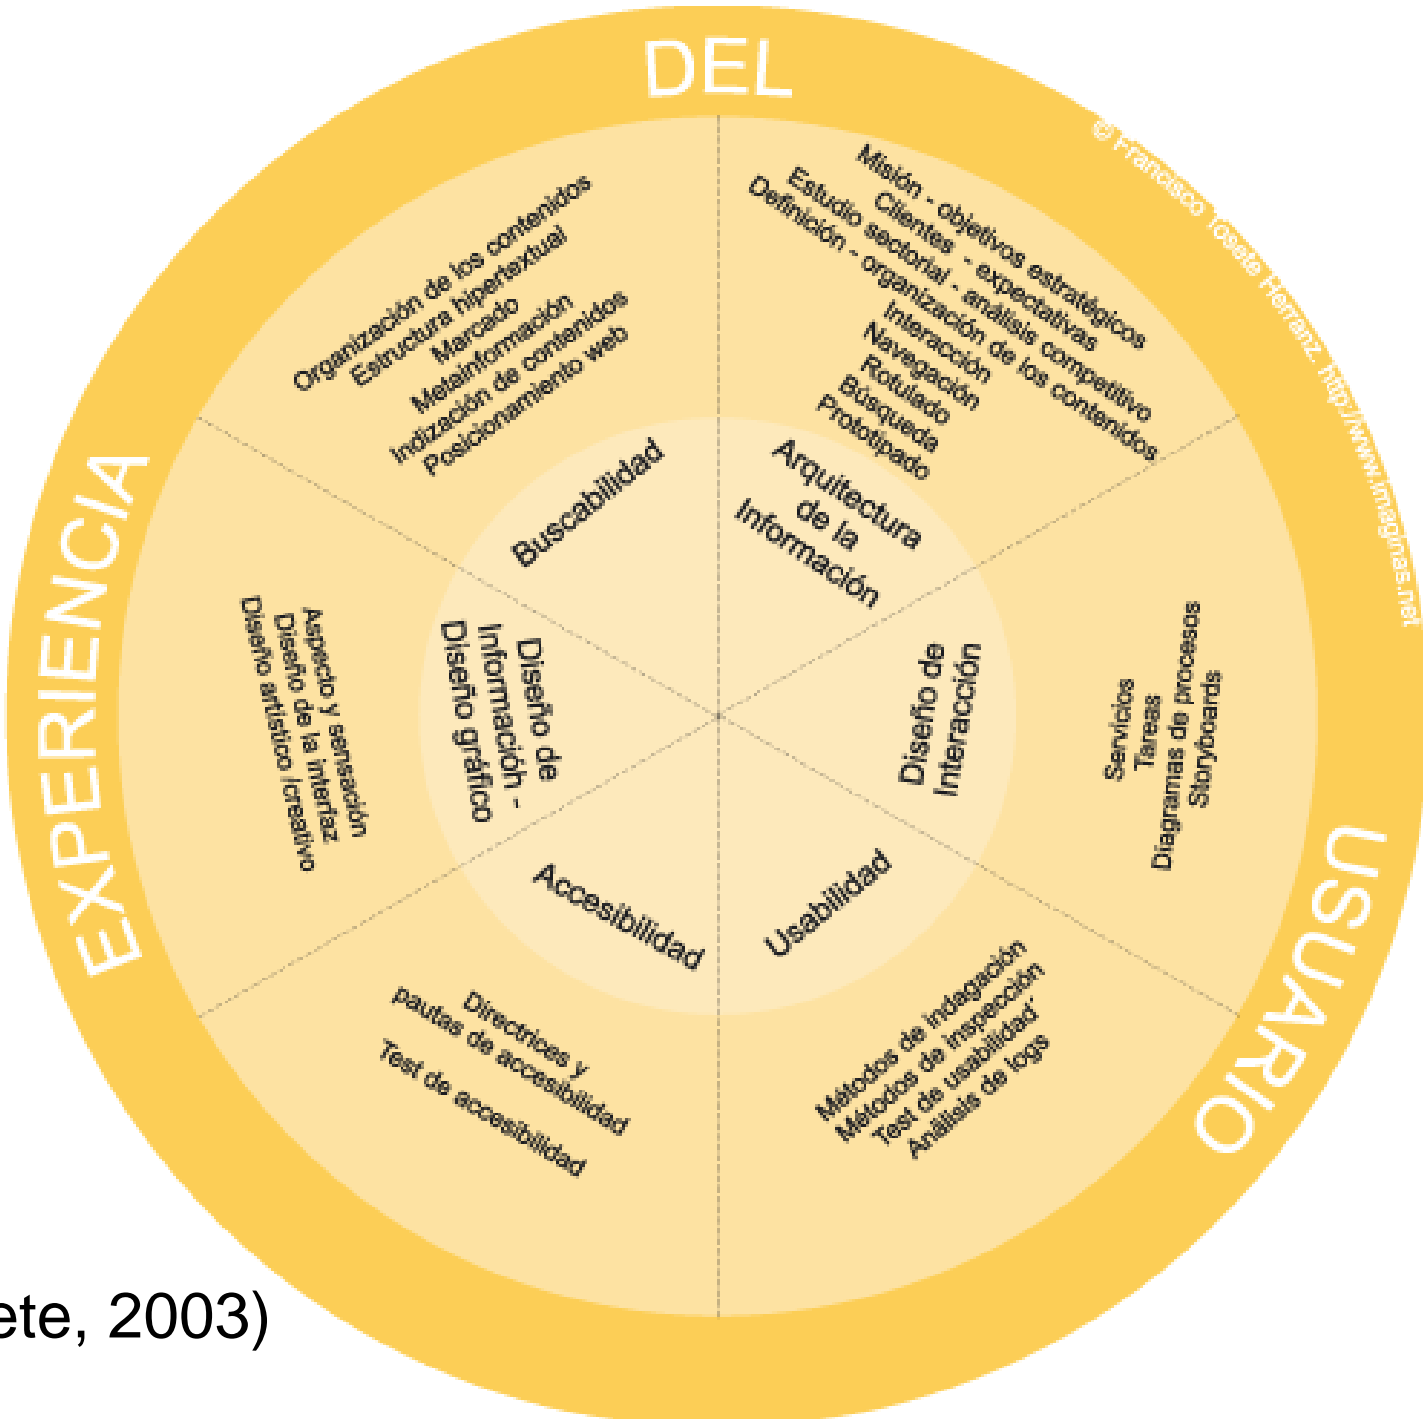 EXPERIENCIA
DEL
USUARIO
© Francisco Tosete Herranz. http://www.imaginas.net
Organización de los contenidos
Estructura hipertextual
Marcado
Metainformación
Indización de contenidos
Posicionamiento web
Buscabilidad
Misión - objetivos estratégicos
Clientes - expectativas
Estudio sectorial - análisis competitivo
Definición - organización de los contenidos
Interacción
Navegación
Rotulado
Búsqueda
Prototipado
Arquitectura
de la
Información
Diseño de
Interacción
Servicios
Tareas
Diagramas de procesos
Storyboards
Usabilidad
Métodos de indagación
Métodos de inspección
Test de usabilidad´
Análisis de logs
Accesibilidad
Directrices y
pautas de accesibilidad
Test de accesibilidad
Diseño de
Información -
Diseño gráfico
Aspecto y sensación
Diseño de la interfaz
Diseño artístico /creativo
ete, 2003)